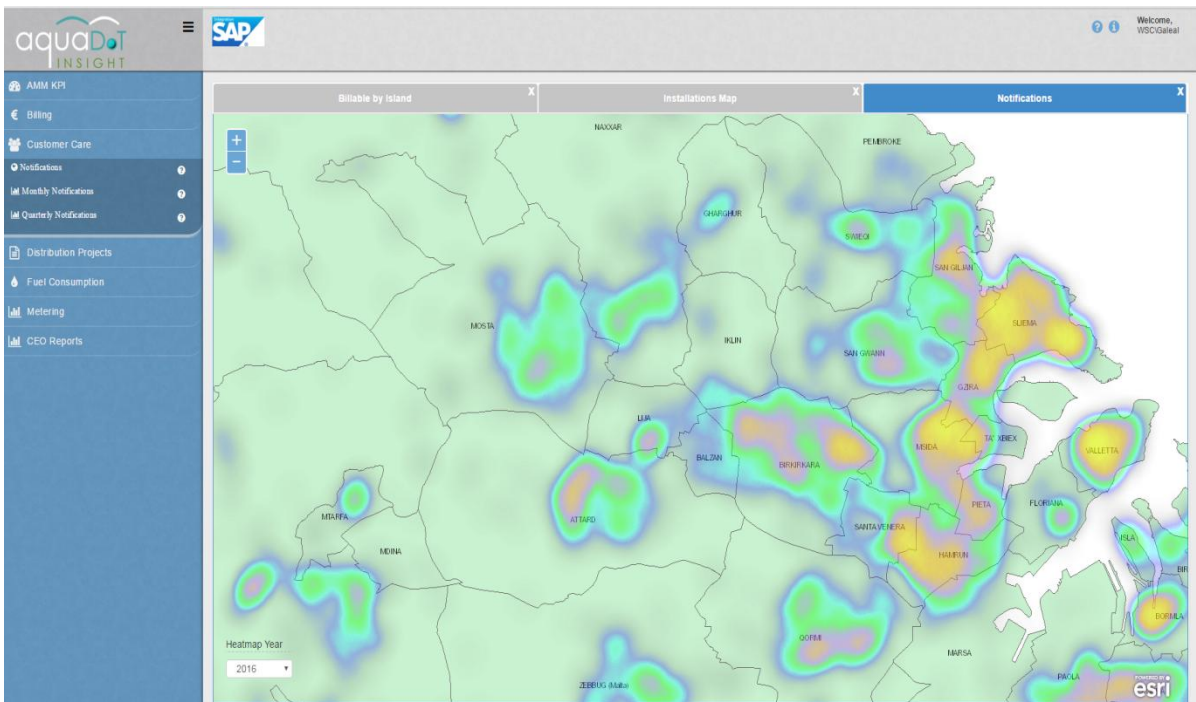 aquaDoT
INSIGHT
SAP
Welcome,
WSC\Galeal
AMM KPI
€ Billing
Customer Care
Notifications
Monthly Notifications
Quarterly Notifications
Distribution Projects
Fuel Consumption
Metering
CEO Reports
Billable by Island X
Installations Map X
Notifications X
+
−
NAXXAR
PEMBROKE
GHARGHUR
SWIEQI
SAN GILJAN
MOSTA
SLIEMA
IKLIN
SAN GWANN
GZIRA
LIJA
MSIDA
TA' XBIEX
BALZAN
BIRKIRKARA
VALLETTA
PIETA
FLORIANA
MTARFA
ATTARD
SANTA VENERA
MDINA
HAMRUN
ISLA
BIR
BORMLA
QORMI
MARSA
Heatmap Year
2016
ZEBBUG (Malta)
PAOLA
POWERED BY
esri